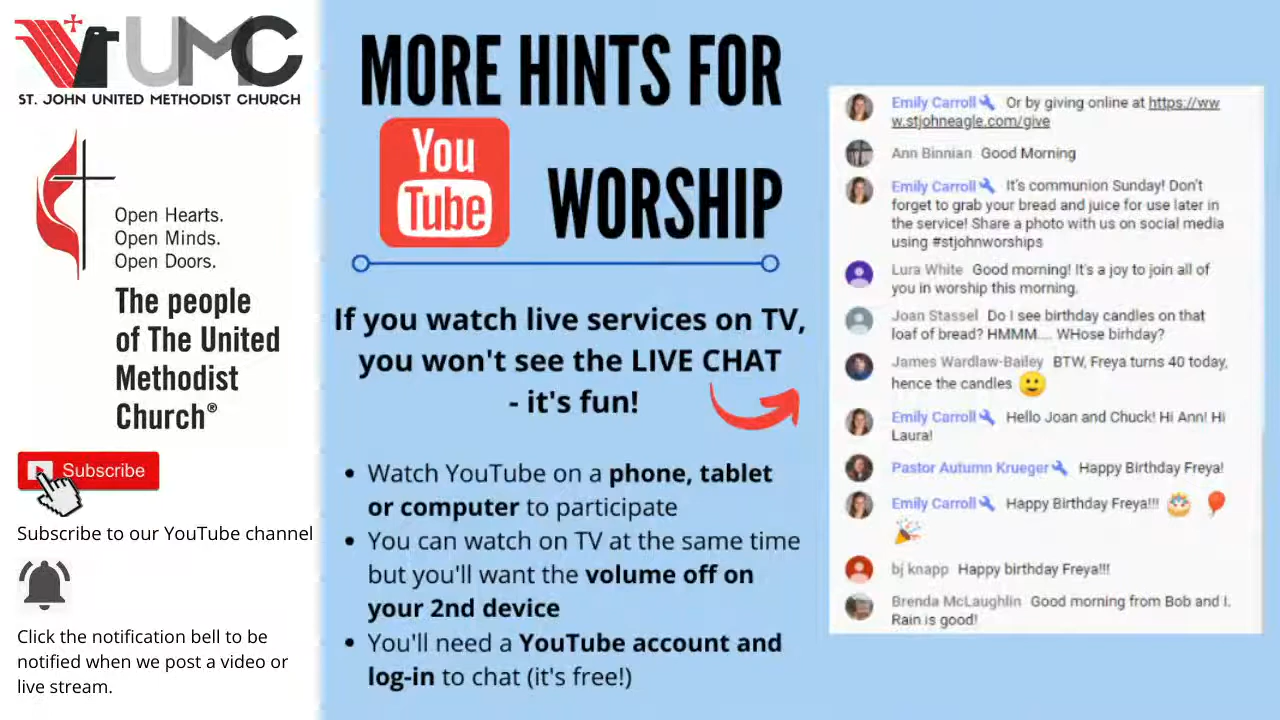 UMC
ST. JOHN UNITED METHODIST CHURCH
Open Hearts.
Open Minds.
Open Doors.
The people
of The United
Methodist
Church®
Subscribe
Subscribe to our YouTube channel
Click the notification bell to be
notified when we post a video or
live stream.
MORE HINTS FOR
You
Tube
WORSHIP
If you watch live services on TV,
you won't see the LIVE CHAT
- it's fun!
• Watch YouTube on a phone, tablet
or computer to participate
• You can watch on TV at the same time
but you'll want the volume off on
your 2nd device
• You'll need a YouTube account and
log-in to chat (it's free!)
Emily Carroll Or by giving online at https://ww
w.stjohneagle.com/give
Ann Binnian Good Morning
Emily Carroll It's communion Sunday! Don't
forget to grab your bread and juice for use later in
the service! Share a photo with us on social media
using #stjohnworships
Lura White Good morning! It's a joy to join all of
you in worship this morning.
Joan Stassel Do I see birthday candles on that
loaf of bread? HMMM.... WHose birhday?
James Wardlaw-Bailey BTW, Freya turns 40 today,
hence the candles 🙂
Emily Carroll Hello Joan and Chuck! Hi Ann! Hi
Laura!
Pastor Autumn Krueger Happy Birthday Freya!
Emily Carroll Happy Birthday Freya!!! 🎂 🎈
🎉
bj knapp Happy birthday Freya!!!
Brenda McLaughlin Good morning from Bob and I.
Rain is good!